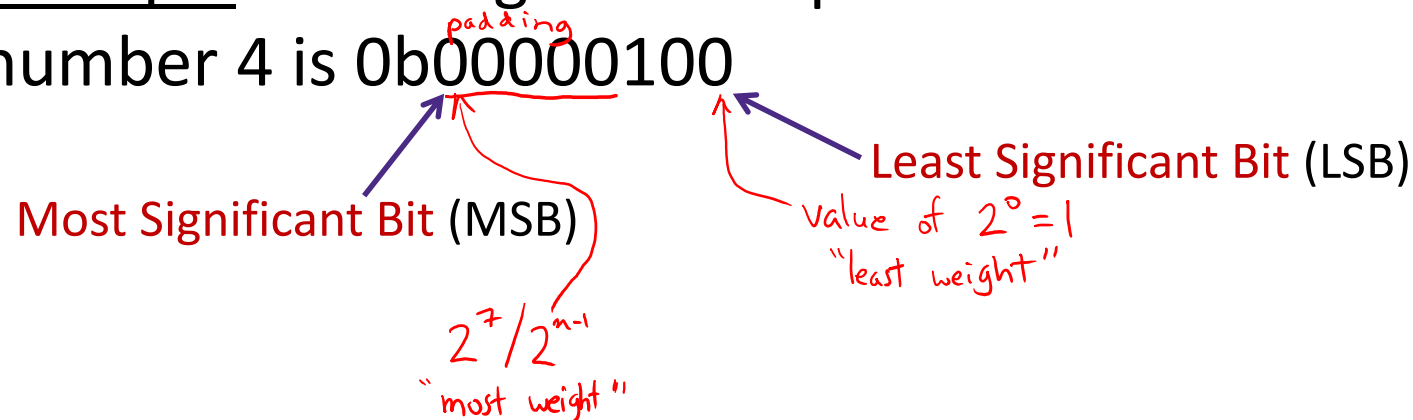 padding
number 4 is 0b00000100
Least Significant Bit (LSB)
Most Significant Bit (MSB)
value of 2⁰ = 1
"least weight"
2⁷/2ⁿ⁻¹
"most weight"